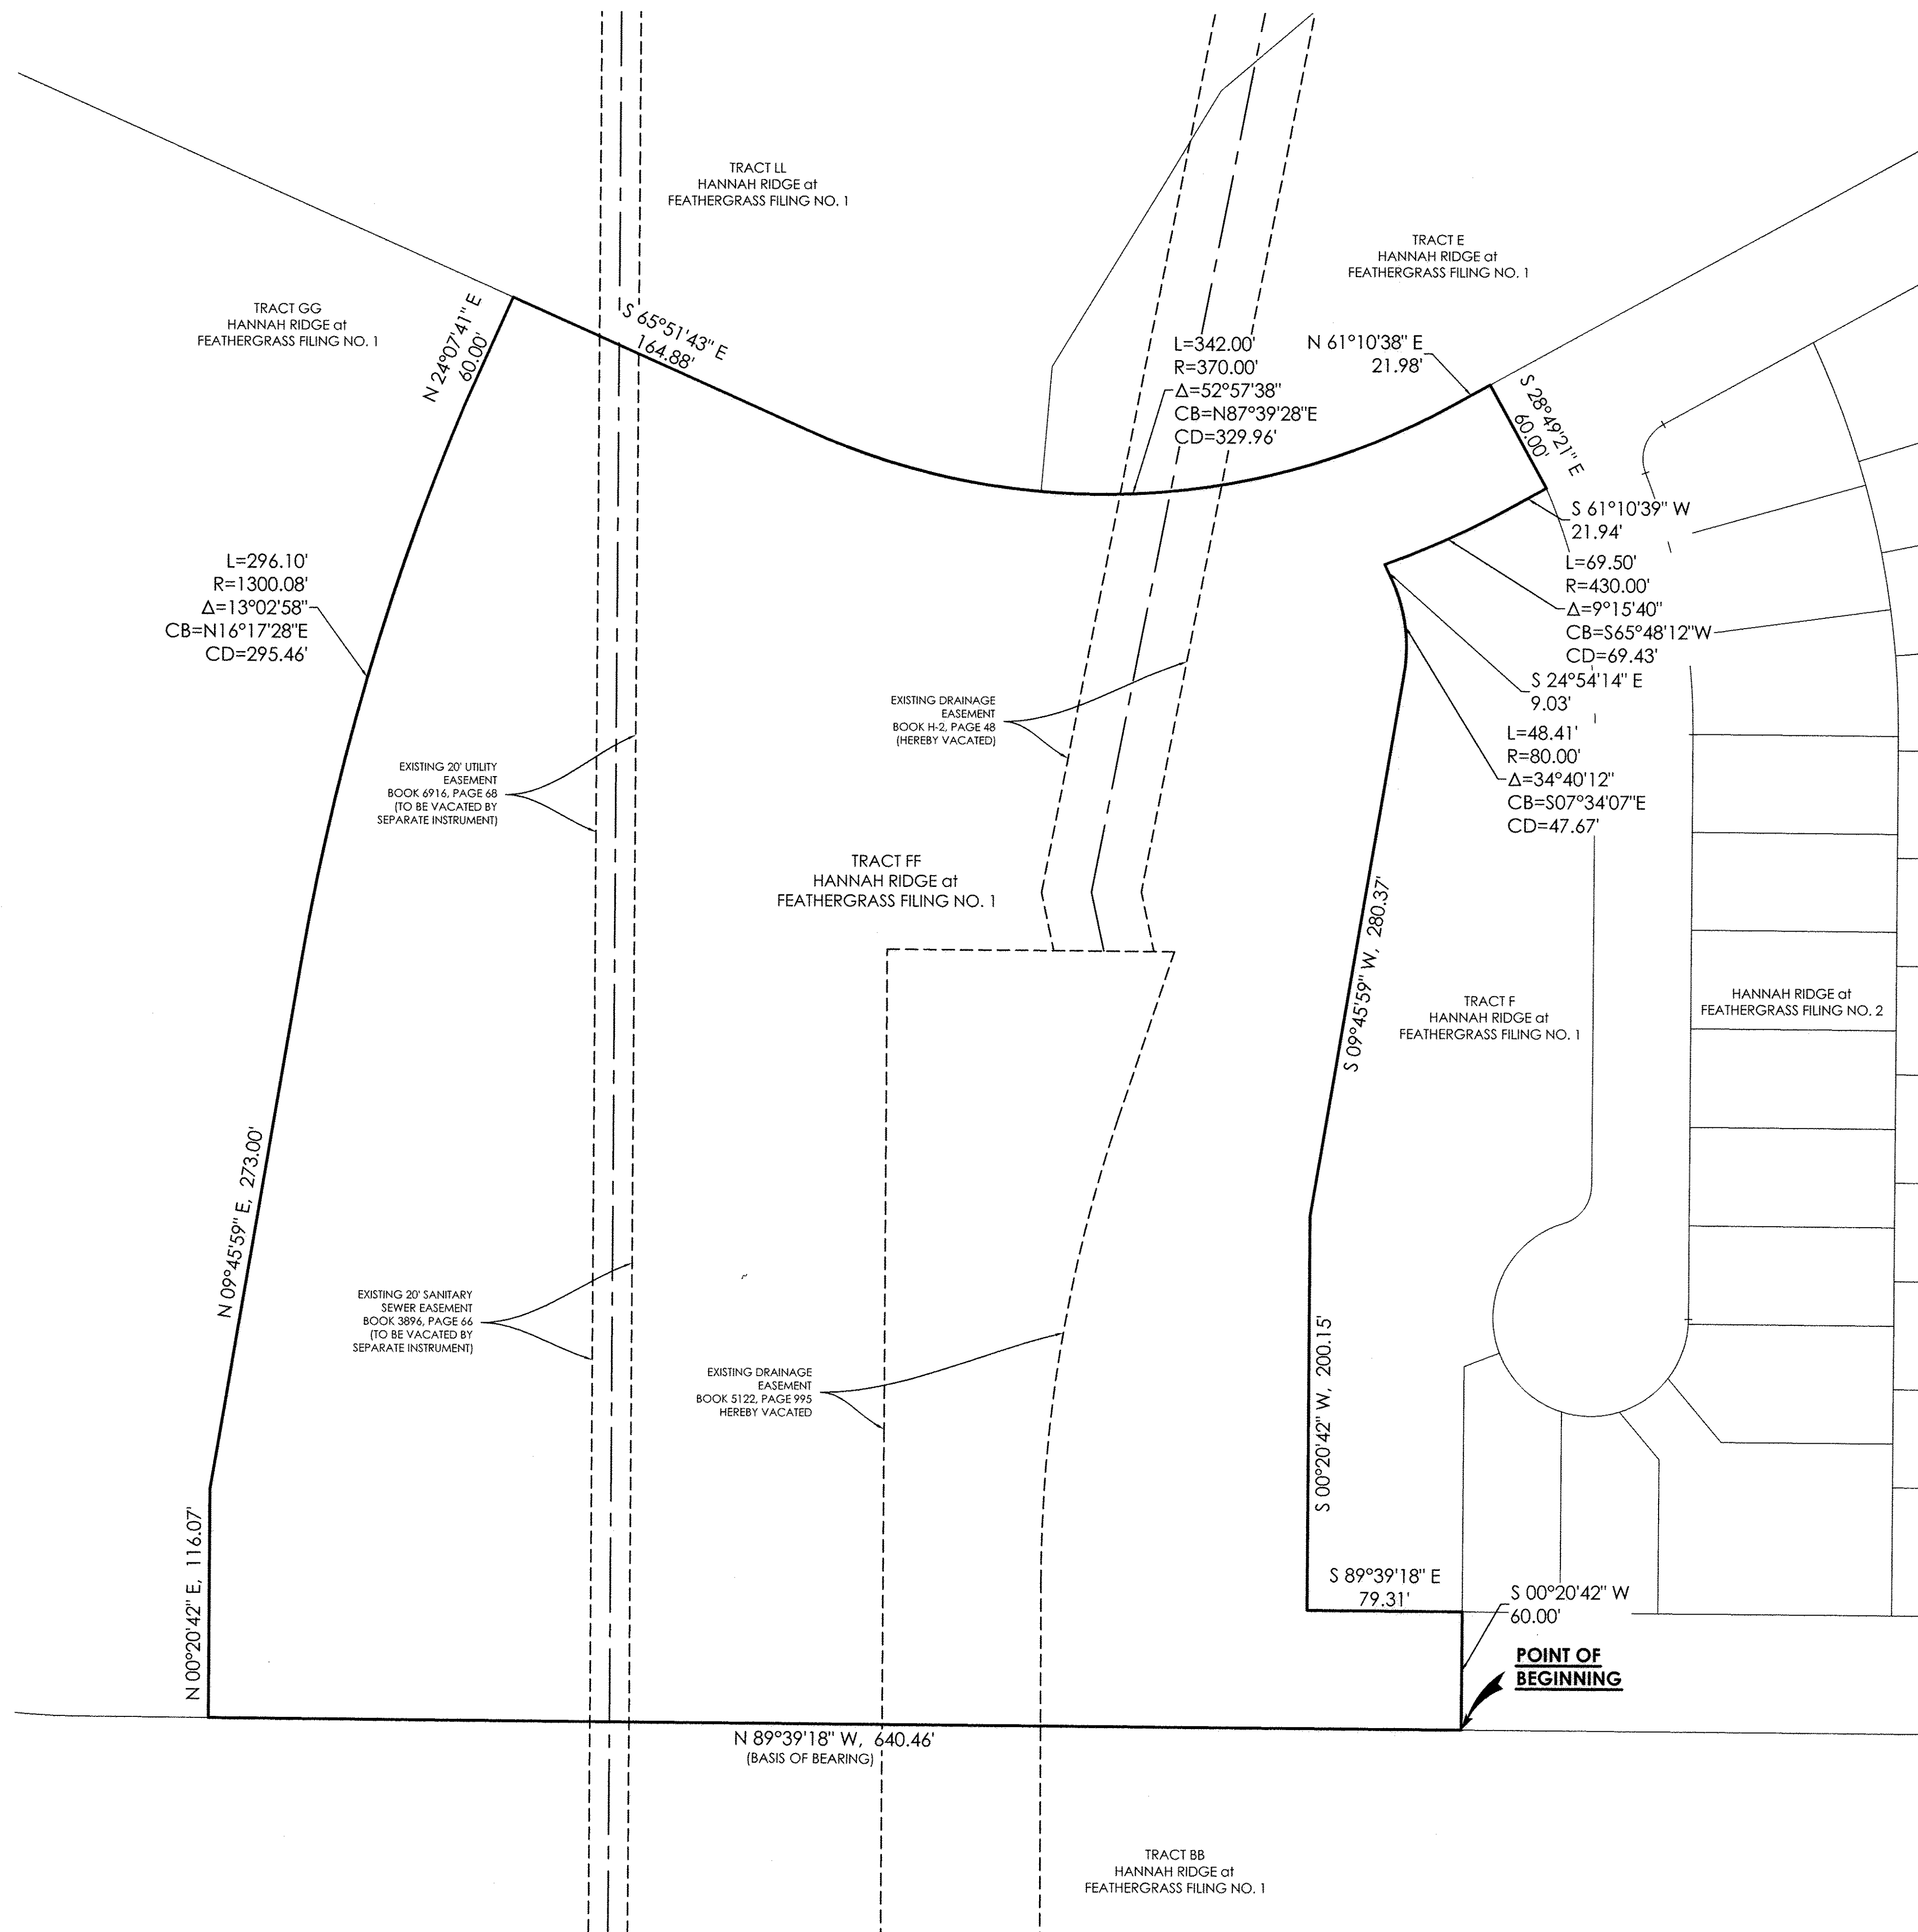 TRACT LL
HANNAH RIDGE at
FEATHERGRASS FILING NO. 1
TRACT E
HANNAH RIDGE at
FEATHERGRASS FILING NO. 1
TRACT GG
HANNAH RIDGE at
FEATHERGRASS FILING NO. 1
N 24°07'41" E
60.00'
S 65°51'43" E
164.88'
L=342.00'
R=370.00'
Δ=52°57'38"
CB=N87°39'28"E
CD=329.96'
N 61°10'38" E
21.98'
S 28°49'21" E
60.00'
S 61°10'39" W
21.94'
L=296.10'
R=1300.08'
Δ=13°02'58"
CB=N16°17'28"E
CD=295.46'
L=69.50'
R=430.00'
Δ=9°15'40"
CB=S65°48'12"W
CD=69.43'
S 24°54'14" E
9.03'
EXISTING DRAINAGE
EASEMENT
BOOK H-2, PAGE 48
(HEREBY VACATED)
L=48.41'
R=80.00'
Δ=34°40'12"
CB=S07°34'07"E
CD=47.67'
EXISTING 20' UTILITY
EASEMENT
BOOK 6916, PAGE 68
(TO BE VACATED BY
SEPARATE INSTRUMENT)
TRACT FF
HANNAH RIDGE at
FEATHERGRASS FILING NO. 1
S 09°45'59" W, 280.37'
TRACT F
HANNAH RIDGE at
FEATHERGRASS FILING NO. 1
HANNAH RIDGE at
FEATHERGRASS FILING NO. 2
N 09°45'59" E, 273.00'
EXISTING 20' SANITARY
SEWER EASEMENT
BOOK 3896, PAGE 66
(TO BE VACATED BY
SEPARATE INSTRUMENT)
EXISTING DRAINAGE
EASEMENT
BOOK 5122, PAGE 995
HEREBY VACATED
S 00°20'42" W, 200.15'
N 00°20'42" E, 116.07'
S 89°39'18" E
79.31'
S 00°20'42" W
60.00'
POINT OF
BEGINNING
N 89°39'18" W, 640.46'
(BASIS OF BEARING)
TRACT BB
HANNAH RIDGE at
FEATHERGRASS FILING NO. 1